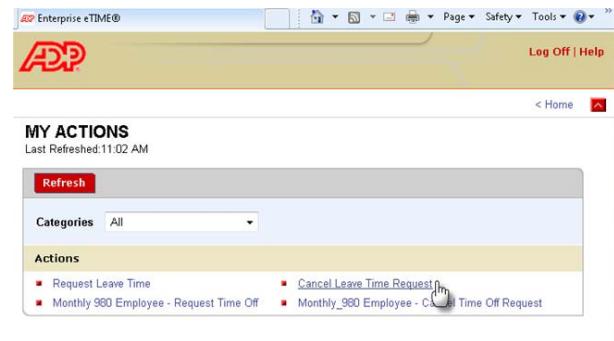 ADP Enterprise eTIME®
Page Safety Tools »
ADP
Log Off | Help
< Home
MY ACTIONS
Last Refreshed:11:02 AM
Refresh
Categories All
Actions
Request Leave Time Cancel Leave Time Request
Monthly 980 Employee - Request Time Off Monthly_980 Employee - Cancel Time Off Request